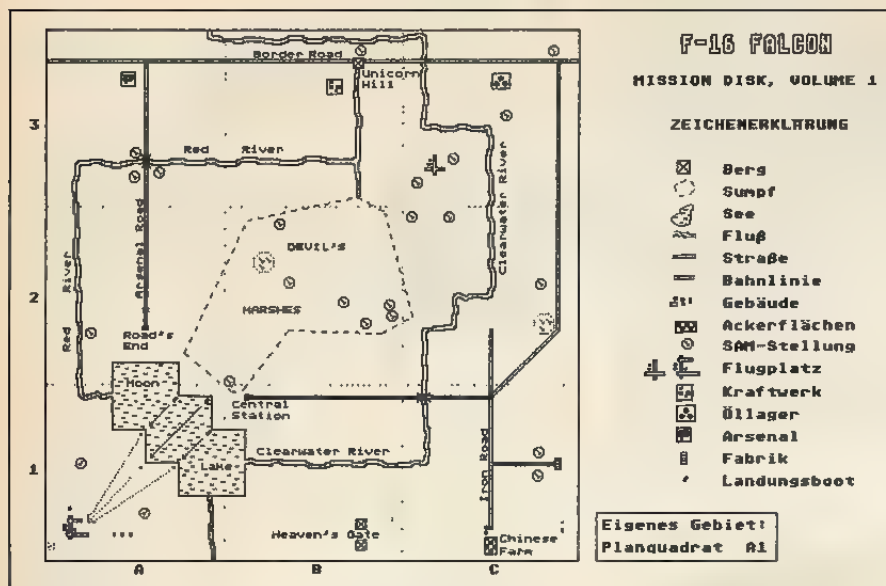 F-16 FALCON
MISSION DISK, VOLUME 1
ZEICHENERKLÄRUNG
Berg
Sumpf
See
Fluß
Straße
Bahnlinie
Gebäude
Ackerflächen
SAM-Stellung
Flugplatz
Kraftwerk
Öllager
Arsenal
Fabrik
Landungsboot
Eigenes Gebiet:
Planquadrat A1
Border Road
Unicorn
Hill
3
Red River
Clearwater River
Arsenal Road
DEVIL'S
2
MARSHES
Red River
Road's
End
Moon
Central
Station
Clearwater River
Lake
Iron Road
1
Heaven's Gate
Chinese
Farm
A
B
C